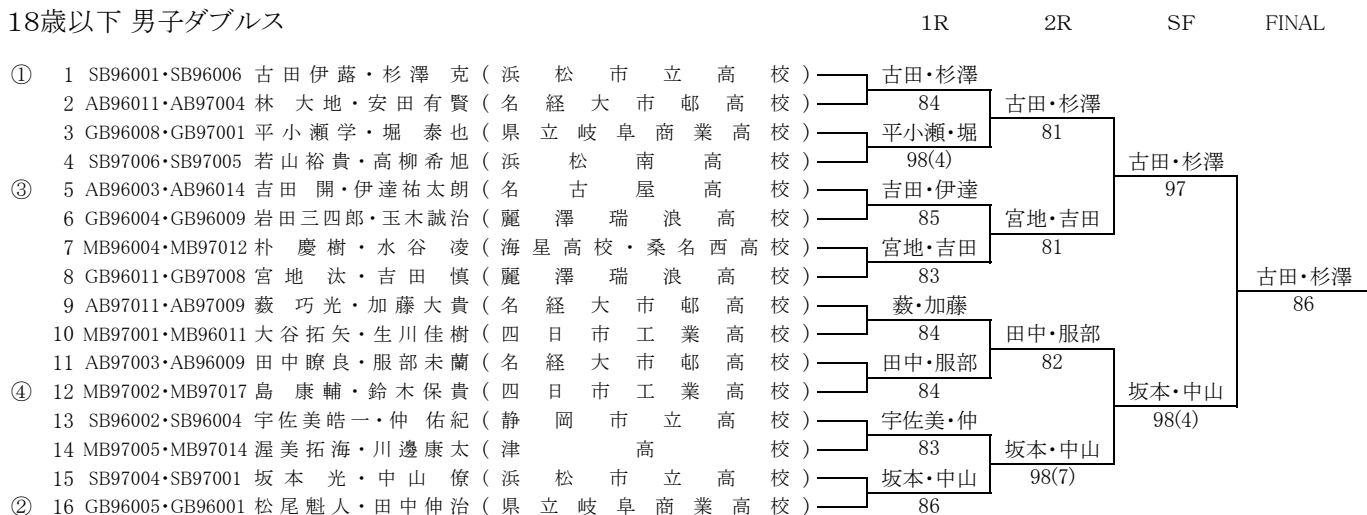 18歳以下 男子ダブルス 1R 2R SF FINAL
① 1 SB96001・SB96006 古田伊蕗・杉澤 克(浜松市立高校) 古田・杉澤
2 AB96011・AB97004 林 大地・安田有賢(名経大市邨高校) 84 古田・杉澤
3 GB96008・GB97001 平小瀬学・堀 泰也(県立岐阜商業高校) 平小瀬・堀 81
4 SB97006・SB97005 若山裕貴・高柳希旭(浜松南高校) 98(4) 古田・杉澤
③ 5 AB96003・AB96014 吉田 開・伊達祐太朗(名古屋高校) 吉田・伊達 97
6 GB96004・GB96009 岩田三四郎・玉木誠治(麗澤瑞浪高校) 85 宮地・吉田
7 MB96004・MB97012 朴 慶樹・水谷 凌(海星高校・桑名西高校) 宮地・吉田 81
8 GB96011・GB97008 宮地 汰・吉田 慎(麗澤瑞浪高校) 83 古田・杉澤
9 AB97011・AB97009 薮 巧光・加藤大貴(名経大市邨高校) 薮・加藤 86
10 MB97001・MB96011 大谷拓矢・生川佳樹(四日市工業高校) 84 田中・服部
11 AB97003・AB96009 田中瞭良・服部未蘭(名経大市邨高校) 田中・服部 82
④ 12 MB97002・MB97017 島 康輔・鈴木保貴(四日市工業高校) 84 坂本・中山
13 SB96002・SB96004 宇佐美皓一・仲 佑紀(静岡市立高校) 宇佐美・仲 98(4)
14 MB97005・MB97014 渥美拓海・川邊康太(津高校) 83 坂本・中山
15 SB97004・SB97001 坂本 光・中山 僚(浜松市立高校) 坂本・中山 98(7)
② 16 GB96005・GB96001 松尾魁人・田中伸治(県立岐阜商業高校) 86